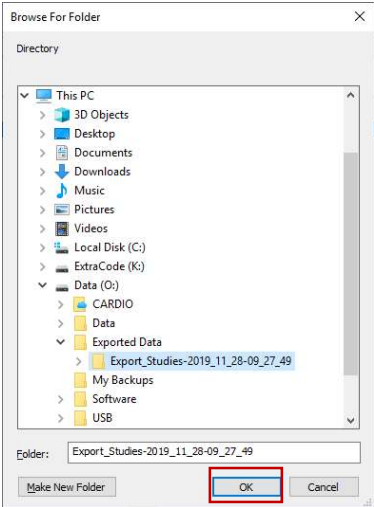 Browse For Folder
Directory
This PC
3D Objects
Desktop
Documents
Downloads
Music
Pictures
Videos
Local Disk (C:)
ExtraCode (K:)
Data (O:)
CARDIO
Data
Exported Data
Export_Studies-2019_11_28-09_27_49
My Backups
Software
USB
Folder: Export_Studies-2019_11_28-09_27_49
Make New Folder OK Cancel